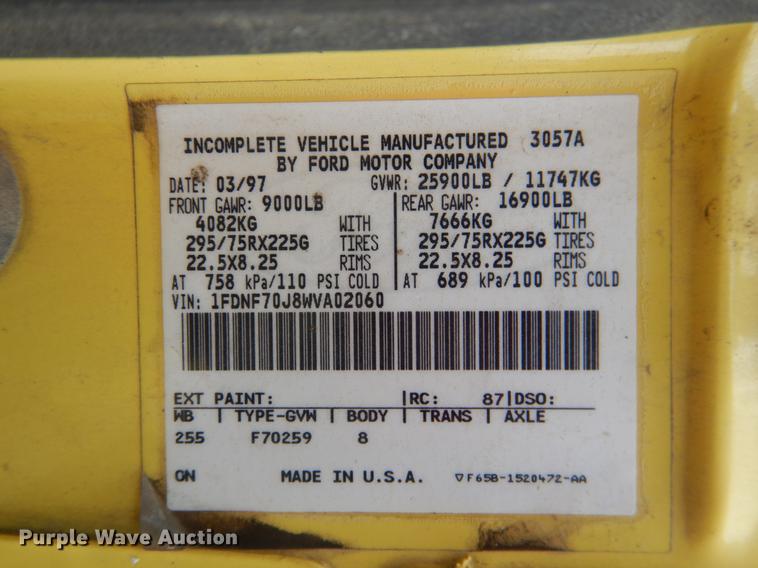 INCOMPLETE VEHICLE MANUFACTURED 3057A
BY FORD MOTOR COMPANY
DATE: 03/97 GVWR: 25900LB / 11747KG
FRONT GAWR: 9000LB REAR GAWR: 16900LB
4082KG WITH 7666KG WITH
295/75RX225G TIRES 295/75RX225G TIRES
22.5X8.25 RIMS 22.5X8.25 RIMS
AT 758 kPa/110 PSI COLD AT 689 kPa/100 PSI COLD
VIN: 1FDNF70J8WVA02060
EXT PAINT: |RC: 87|DSO:
WB | TYPE-GVW | BODY | TRANS | AXLE
255 F70259 8
ON MADE IN U.S.A. ▽F65B-1520472-AA
Purple Wave Auction